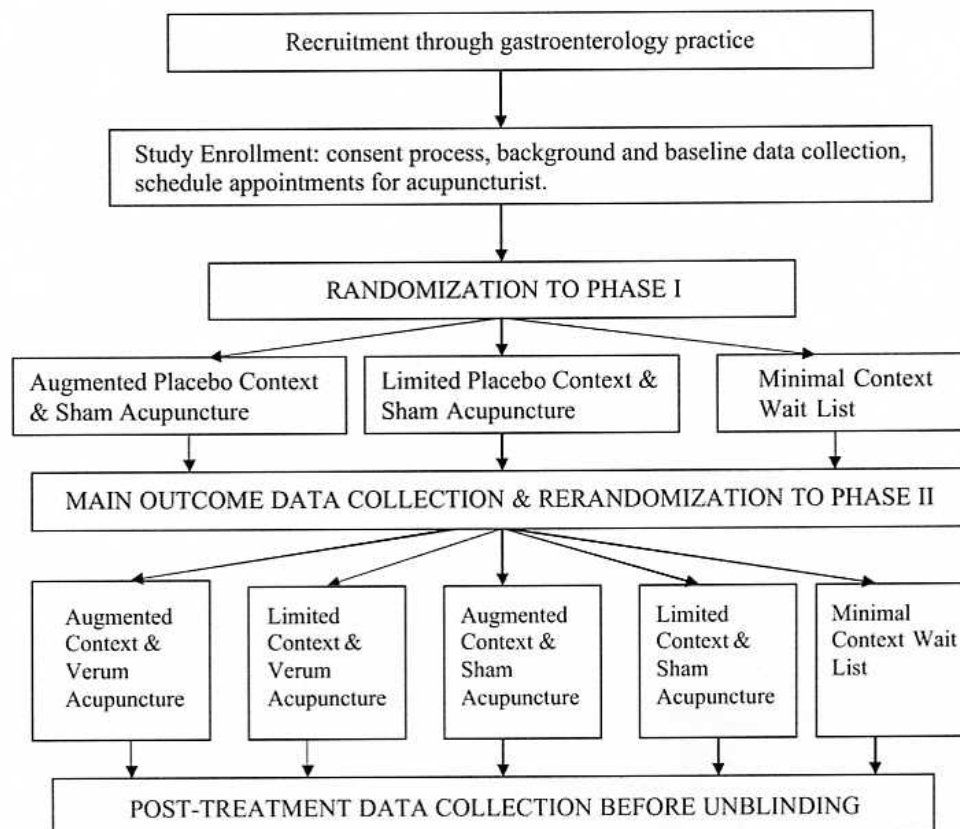 Recruitment through gastroenterology practice
Study Enrollment: consent process, background and baseline data collection,
schedule appointments for acupuncturist.
RANDOMIZATION TO PHASE I
Augmented Placebo Context
& Sham Acupuncture
Limited Placebo Context &
Sham Acupuncture
Minimal Context
Wait List
MAIN OUTCOME DATA COLLECTION & RERANDOMIZATION TO PHASE II
Augmented
Context &
Verum
Acupuncture
Limited
Context &
Verum
Acupuncture
Augmented
Context &
Sham
Acupuncture
Limited
Context &
Sham
Acupuncture
Minimal
Context Wait
List
POST-TREATMENT DATA COLLECTION BEFORE UNBLINDING